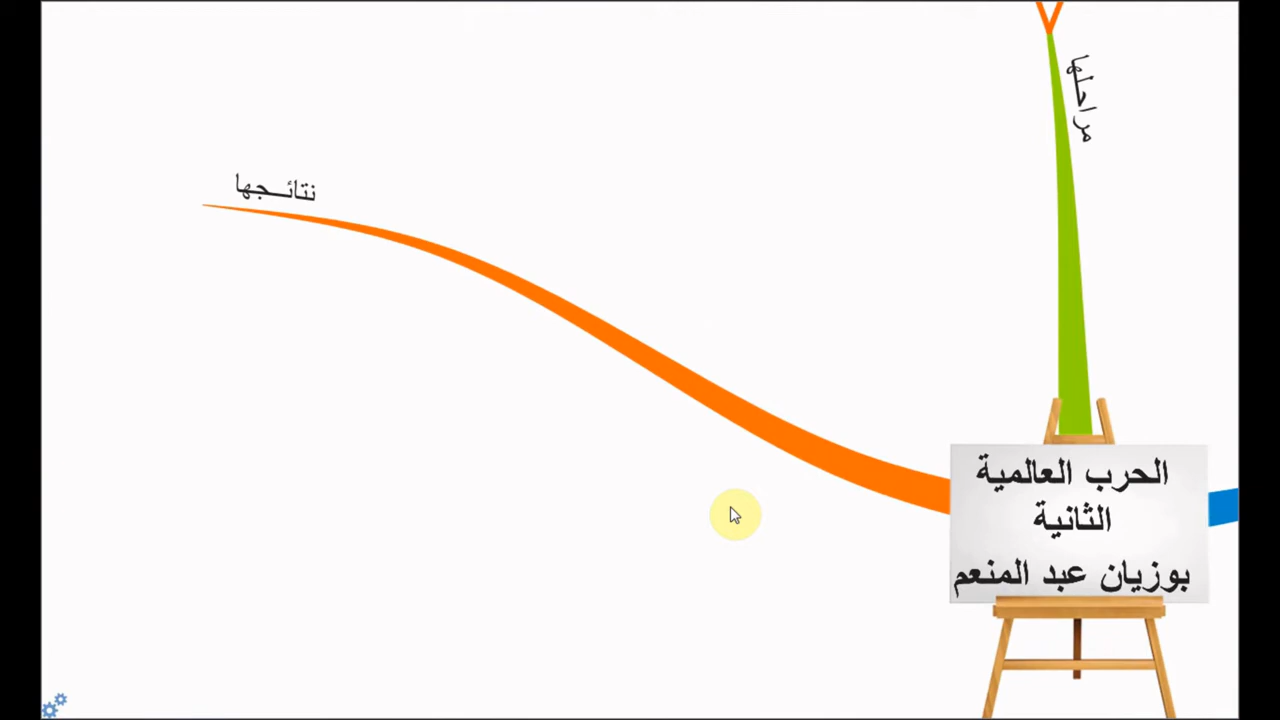 مراحلها
نتائــجها
الحرب العالمية
الثانية
بوزيان عبد المنعم